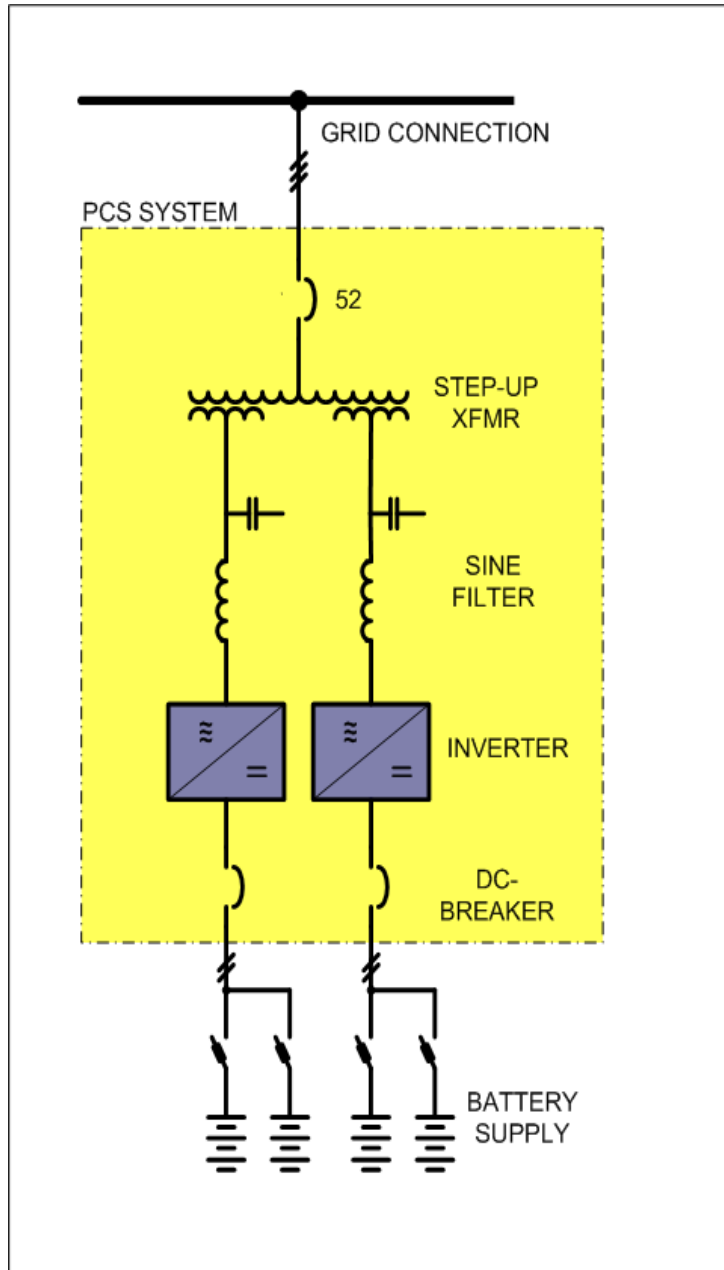 GRID CONNECTION
PCS SYSTEM
52
STEP-UP
XFMR
SINE
FILTER
INVERTER
DC-
BREAKER
BATTERY
SUPPLY